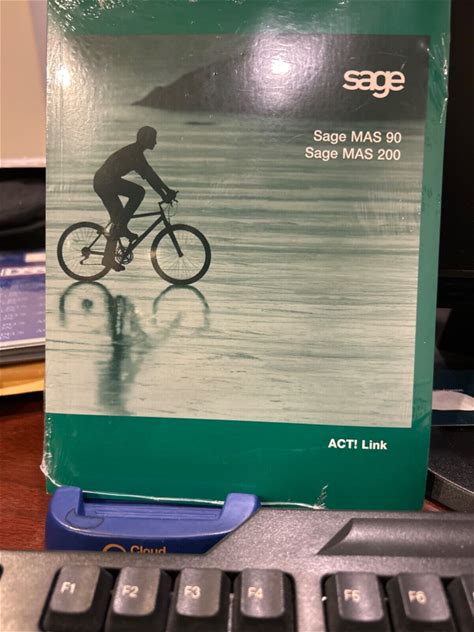 sage
Sage MAS 90
Sage MAS 200
ACT! Link
Cloud
F1 F2 F3 F4 F5 F6